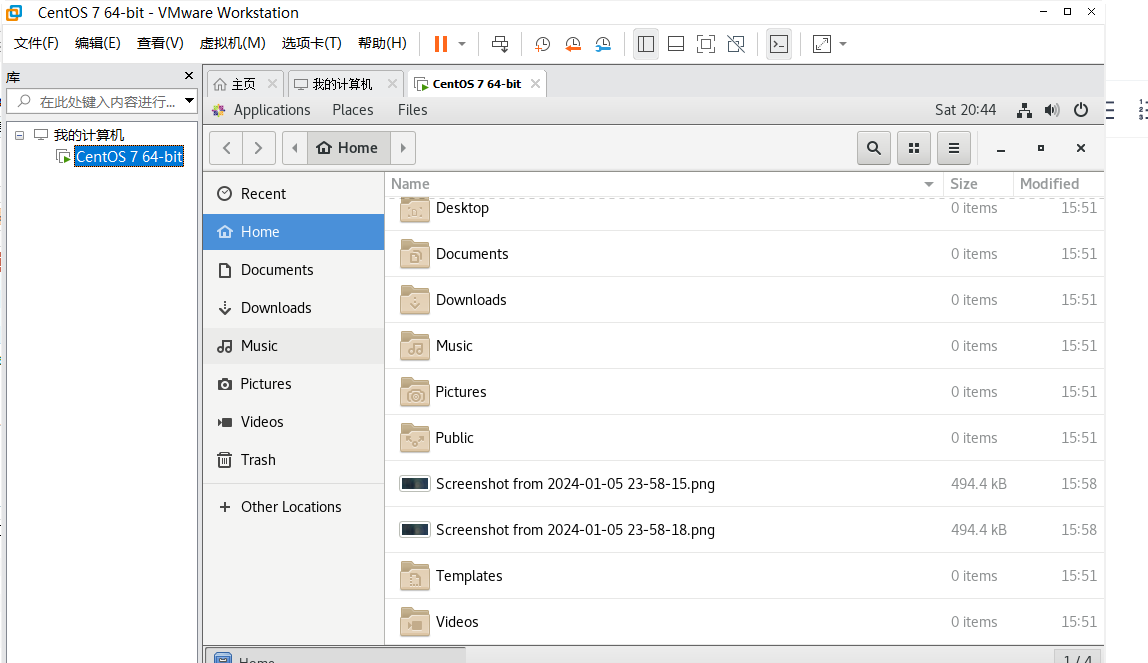 CentOS 7 64-bit - VMware Workstation
文件(F) 编辑(E) 查看(V) 虚拟机(M) 选项卡(T) 帮助(H)
库
主页 我的计算机 CentOS 7 64-bit
在此处键入内容进行...
Applications Places Files Sat 20:44
我的计算机
CentOS 7 64-bit
Home
Name Size Modified
Recent
Home
Documents
Downloads
Music
Pictures
Videos
Trash
Other Locations
Desktop 0 items 15:51
Documents 0 items 15:51
Downloads 0 items 15:51
Music 0 items 15:51
Pictures 0 items 15:51
Public 0 items 15:51
Screenshot from 2024-01-05 23-58-15.png 494.4 kB 15:58
Screenshot from 2024-01-05 23-58-18.png 494.4 kB 15:58
Templates 0 items 15:51
Videos 0 items 15:51
Home 1 / 4